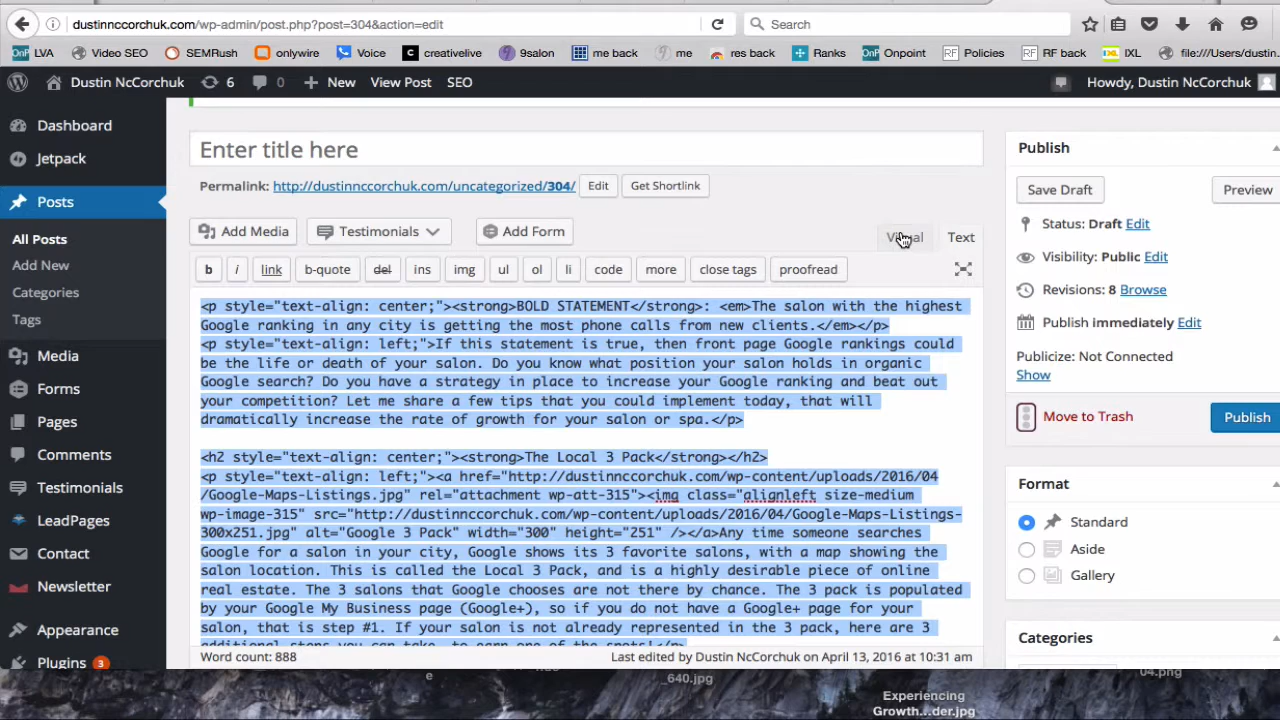 dustinnccorchuk.com/wp-admin/post.php?post=304&action=edit
Search
LVA Video SEO SEMRush onlywire Voice creativelive 9salon me back me res back Ranks Onpoint Policies RF back IXL file:///Users/dustin
Dustin NcCorchuk 6 0 New View Post SEO Howdy, Dustin NcCorchuk
Dashboard
Jetpack
Posts
All Posts
Add New
Categories
Tags
Media
Forms
Pages
Comments
Testimonials
LeadPages
Contact
Newsletter
Appearance
Plugins 3
Enter title here
Permalink: http://dustinnccorchuk.com/uncategorized/304/ Edit Get Shortlink
Add Media Testimonials Add Form Visual Text
b i link b-quote del ins img ul ol li code more close tags proofread
<p style="text-align: center;"><strong>BOLD STATEMENT</strong>: <em>The salon with the highest
Google ranking in any city is getting the most phone calls from new clients.</em></p>
<p style="text-align: left;">If this statement is true, then front page Google rankings could
be the life or death of your salon. Do you know what position your salon holds in organic
Google search? Do you have a strategy in place to increase your Google ranking and beat out
your competition? Let me share a few tips that you could implement today, that will
dramatically increase the rate of growth for your salon or spa.</p>
<h2 style="text-align: center;"><strong>The Local 3 Pack</strong></h2>
<p style="text-align: left;"><a href="http://dustinnccorchuk.com/wp-content/uploads/2016/04
/Google-Maps-Listings.jpg" rel="attachment wp-att-315"><img class="alignleft size-medium
wp-image-315" src="http://dustinnccorchuk.com/wp-content/uploads/2016/04/Google-Maps-Listings-
300x251.jpg" alt="Google 3 Pack" width="300" height="251" /></a>Any time someone searches
Google for a salon in your city, Google shows its 3 favorite salons, with a map showing the
salon location. This is called the Local 3 Pack, and is a highly desirable piece of online
real estate. The 3 salons that Google chooses are not there by chance. The 3 pack is populated
by your Google My Business page (Google+), so if you do not have a Google+ page for your
salon, that is step #1. If your salon is not already represented in the 3 pack, here are 3
additional steps you can take, to earn one of the spots!</p>
Word count: 888 Last edited by Dustin NcCorchuk on April 13, 2016 at 10:31 am
Publish
Save Draft Preview
Status: Draft Edit
Visibility: Public Edit
Revisions: 8 Browse
Publish immediately Edit
Publicize: Not Connected
Show
Move to Trash Publish
Format
Standard
Aside
Gallery
Categories
_640.jpg
04.png
Experiencing
Growth...der.jpg